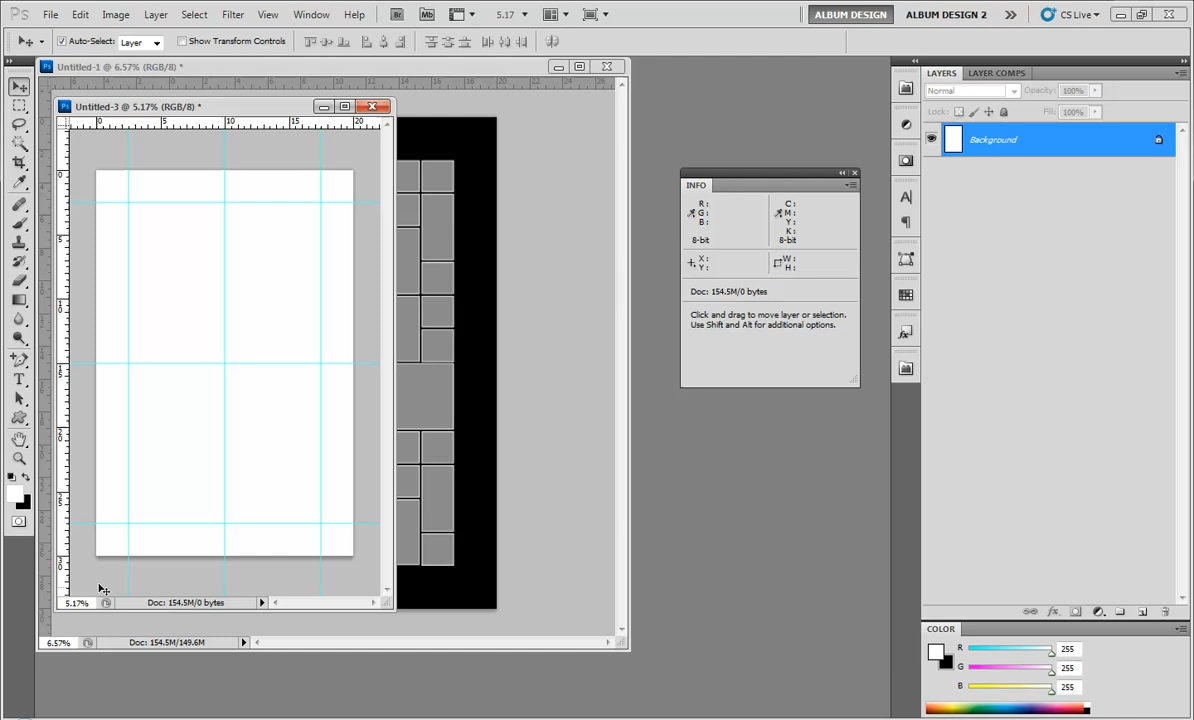 Ps File Edit Image Layer Select Filter View Window Help Br Mb 5.17 ALBUM DESIGN ALBUM DESIGN 2 CS Live
Auto-Select: Layer Show Transform Controls
Untitled-1 @ 6.57% (RGB/8) *
Untitled-3 @ 5.17% (RGB/8) *
0 5 10 15 20
5.17% Doc: 154.5M/0 bytes
6.57% Doc: 154.5M/149.6M
INFO
R: C:
G: M:
B: Y:
K:
8-bit 8-bit
X: W:
Y: H:
Doc: 154.5M/0 bytes
Click and drag to move layer or selection.
Use Shift and Alt for additional options.
LAYERS LAYER COMPS
Normal Opacity: 100%
Lock: Fill: 100%
Background
COLOR
R 255
G 255
B 255